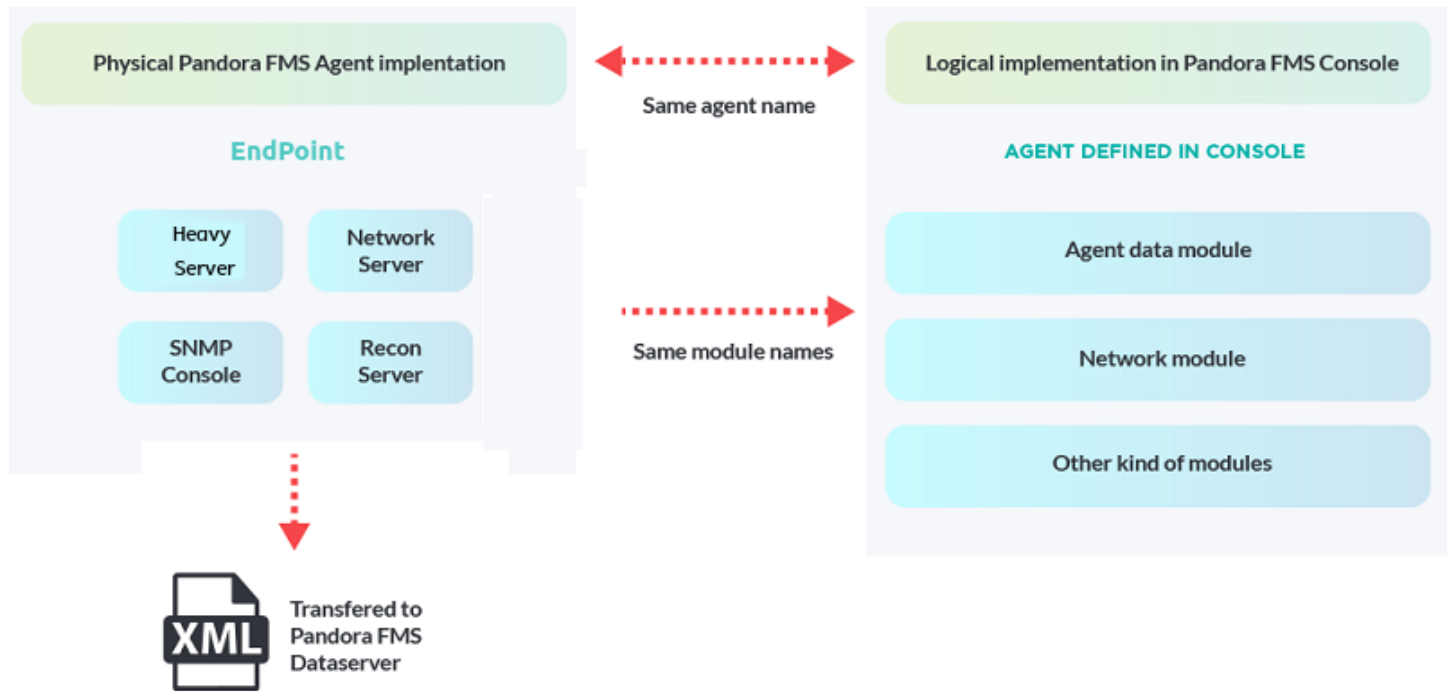 Physical Pandora FMS Agent implentation
Same agent name
Logical implementation in Pandora FMS Console
EndPoint
AGENT DEFINED IN CONSOLE
Heavy
Server
Network
Server
SNMP
Console
Recon
Server
Same module names
Agent data module
Network module
Other kind of modules
XML
Transfered to
Pandora FMS
Dataserver